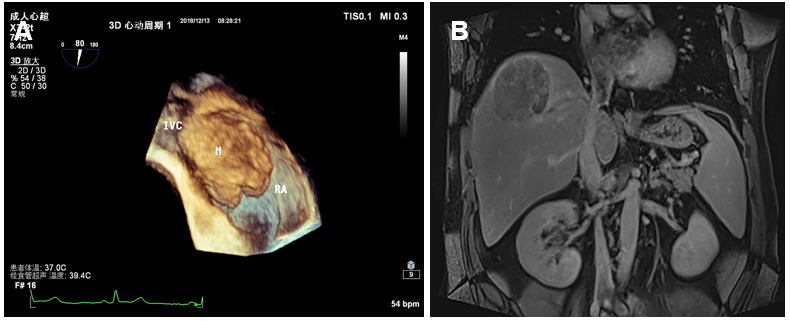 A
成人心超
8.4cm
3D 放大
2D / 3D
% 54 / 38
C 50 / 30
常规
0 80 180
3D 心动周期 1
2018/12/13 08:28:21
TIS0.1 MI 0.3
M4
IVC
M
RA
患者体温: 37.0C
经食管超声 温度: 39.4C
F# 16
9
54 bpm
B